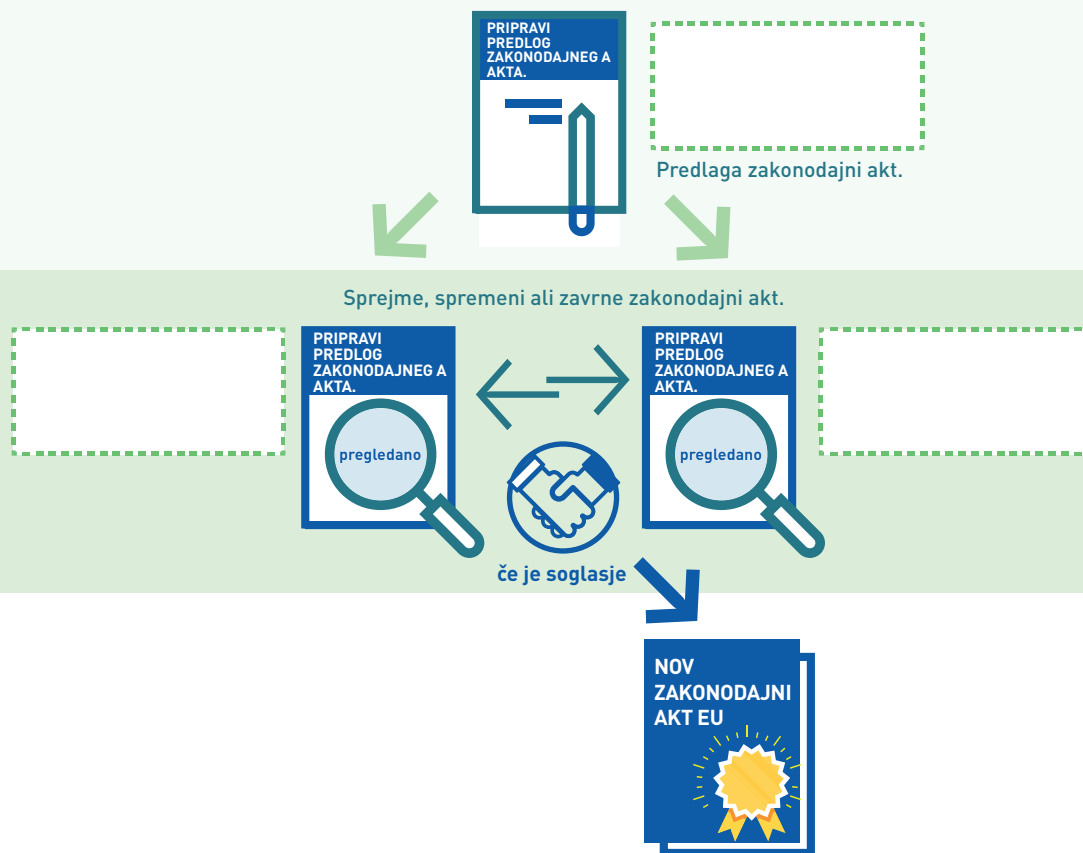 PRIPRAVI
PREDLOG
ZAKONODAJNEG A
AKTA.
Predlaga zakonodajni akt.
Sprejme, spremeni ali zavrne zakonodajni akt.
PRIPRAVI
PREDLOG
ZAKONODAJNEG A
AKTA.
pregledano
PRIPRAVI
PREDLOG
ZAKONODAJNEG A
AKTA.
pregledano
če je soglasje
NOV
ZAKONODAJNI
AKT EU